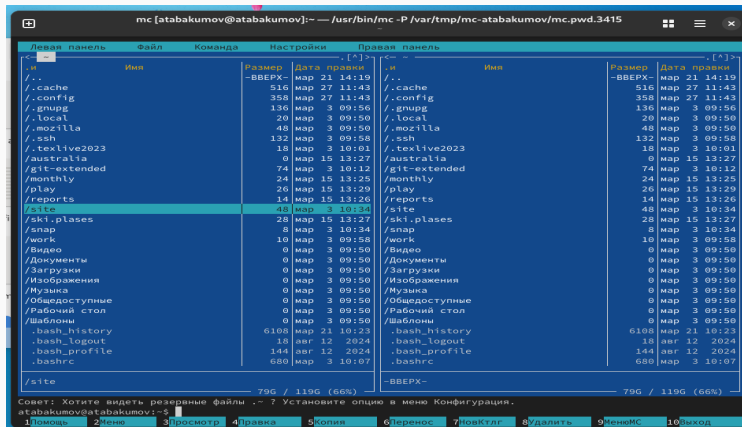 mc [atabakumov@atabakumov]:~ — /usr/bin/mc -P /var/tmp/mc-atabakumov/mc.pwd.3415
Левая панель Файл Команда Настройки Правая панель
<— ~ .[^]> <— ~ .[^]>
.и Имя Размер Дата правки .и Имя Размер Дата правки
/.. -ВВЕРХ- мар 21 14:19 /.. -ВВЕРХ- мар 21 14:19
/.cache 516 мар 27 11:43 /.cache 516 мар 27 11:43
/.config 358 мар 27 11:43 /.config 358 мар 27 11:43
/.gnupg 136 мар 3 09:56 /.gnupg 136 мар 3 09:56
/.local 20 мар 3 09:50 /.local 20 мар 3 09:50
/.mozilla 48 мар 3 09:50 /.mozilla 48 мар 3 09:50
/.ssh 132 мар 3 09:58 /.ssh 132 мар 3 09:58
/.texlive2023 18 мар 3 10:01 /.texlive2023 18 мар 3 10:01
/australia 0 мар 15 13:27 /australia 0 мар 15 13:27
/git-extended 74 мар 3 10:12 /git-extended 74 мар 3 10:12
/monthly 24 мар 15 13:25 /monthly 24 мар 15 13:25
/play 26 мар 15 13:29 /play 26 мар 15 13:29
/reports 14 мар 15 13:26 /reports 14 мар 15 13:26
/site 48 мар 3 10:34 /site 48 мар 3 10:34
/ski.plases 28 мар 15 13:27 /ski.plases 28 мар 15 13:27
/snap 8 мар 3 10:34 /snap 8 мар 3 10:34
/work 10 мар 3 09:58 /work 10 мар 3 09:58
/Видео 0 мар 3 09:50 /Видео 0 мар 3 09:50
/Документы 0 мар 3 09:50 /Документы 0 мар 3 09:50
/Загрузки 0 мар 3 09:50 /Загрузки 0 мар 3 09:50
/Изображения 0 мар 3 09:50 /Изображения 0 мар 3 09:50
/Музыка 0 мар 3 09:50 /Музыка 0 мар 3 09:50
/Общедоступные 0 мар 3 09:50 /Общедоступные 0 мар 3 09:50
/Рабочий стол 0 мар 3 09:50 /Рабочий стол 0 мар 3 09:50
/Шаблоны 0 мар 3 09:50 /Шаблоны 0 мар 3 09:50
.bash_history 6108 мар 21 10:23 .bash_history 6108 мар 21 10:23
.bash_logout 18 авг 12 2024 .bash_logout 18 авг 12 2024
.bash_profile 144 авг 12 2024 .bash_profile 144 авг 12 2024
.bashrc 680 мар 3 10:07 .bashrc 680 мар 3 10:07
/site -ВВЕРХ-
79G / 119G (66%) 79G / 119G (66%)
Совет: Хотите видеть резервные файлы .~ ? Установите опцию в меню Конфигурация.
atabakumov@atabakumov:~$
1Помощь 2Меню 3Просмотр 4Правка 5Копия 6Перенос 7НовКтлг 8Удалить 9МенюМС 10Выход